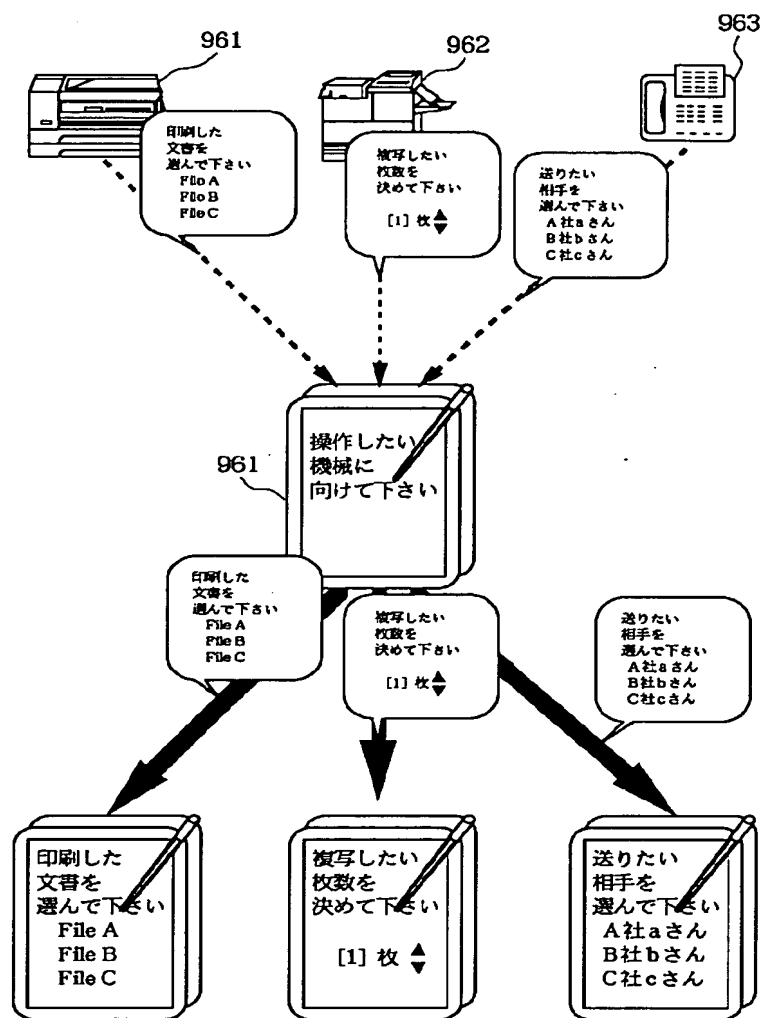 961
962
963
印刷した
文書を
選んで下さい
File A
File B
File C
複写したい
枚数を
決めて下さい
[1] 枚
送りたい
相手を
選んで下さい
A社aさん
B社bさん
C社cさん
961
操作したい
機械に
向けて下さい
印刷した
文書を
選んで下さい
File A
File B
File C
複写したい
枚数を
決めて下さい
[1] 枚
送りたい
相手を
選んで下さい
A社aさん
B社bさん
C社cさん
印刷した
文書を
選んで下さい
File A
File B
File C
複写したい
枚数を
決めて下さい
[1] 枚
送りたい
相手を
選んで下さい
A社aさん
B社bさん
C社cさん